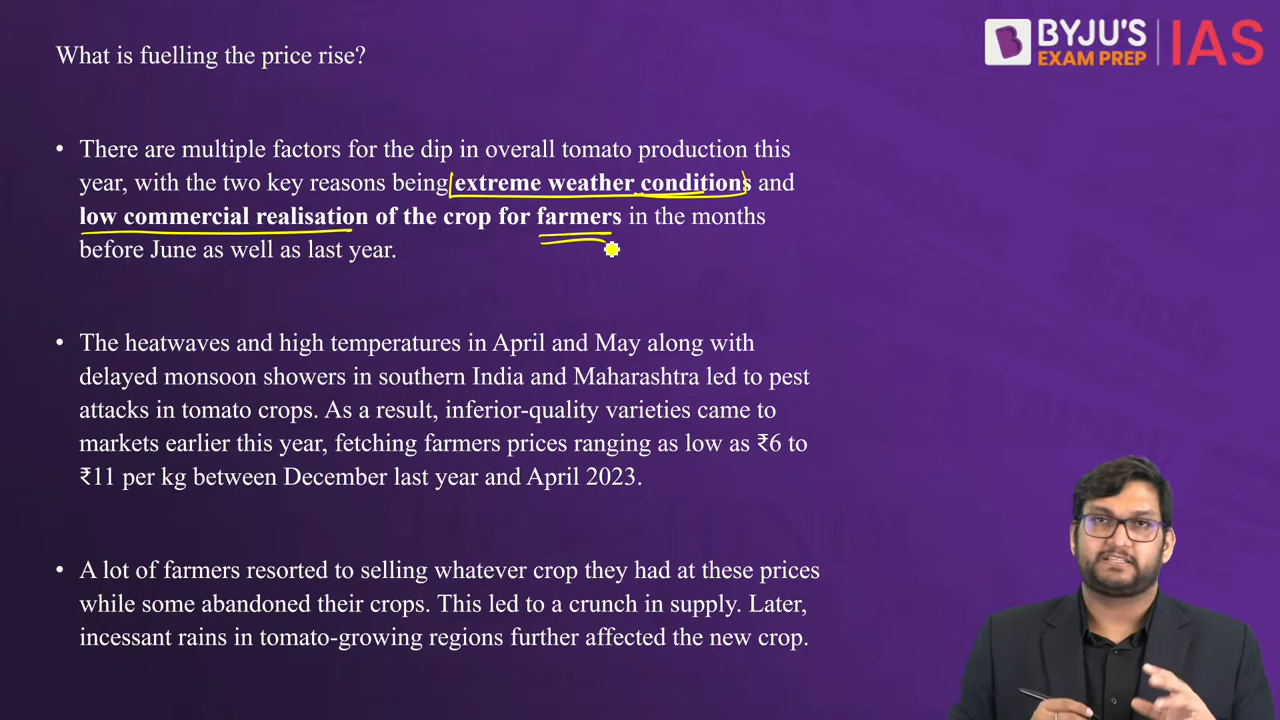 What is fuelling the price rise?
BYJU'S
EXAM PREP
IAS
• There are multiple factors for the dip in overall tomato production this
year, with the two key reasons being extreme weather conditions and
low commercial realisation of the crop for farmers in the months
before June as well as last year.
• The heatwaves and high temperatures in April and May along with
delayed monsoon showers in southern India and Maharashtra led to pest
attacks in tomato crops. As a result, inferior-quality varieties came to
markets earlier this year, fetching farmers prices ranging as low as ₹6 to
₹11 per kg between December last year and April 2023.
• A lot of farmers resorted to selling whatever crop they had at these prices
while some abandoned their crops. This led to a crunch in supply. Later,
incessant rains in tomato-growing regions further affected the new crop.